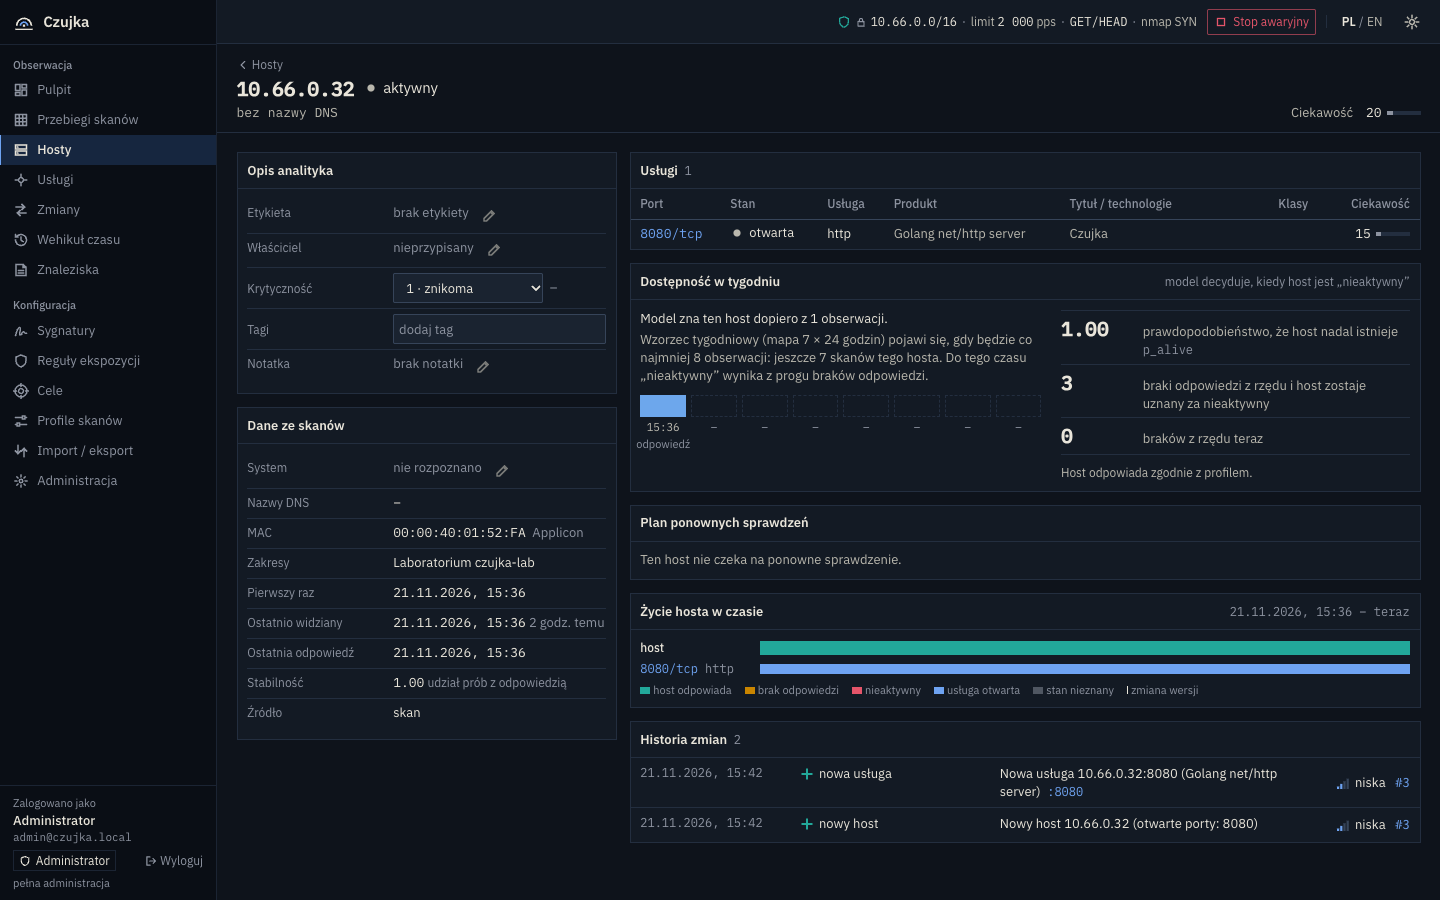 Czujka
10.66.0.0/16 · limit 2 000 pps · GET/HEAD · nmap SYN
Stop awaryjny
PL / EN
Obserwacja
Pulpit
Przebiegi skanów
Hosty
Usługi
Zmiany
Wehikuł czasu
Znaleziska
Konfiguracja
Sygnatury
Reguły ekspozycji
Cele
Profile skanów
Import / eksport
Administracja
Zalogowano jako
Administrator
admin@czujka.local
Administrator
Wyloguj
pełna administracja
Hosty
10.66.0.32 aktywny
bez nazwy DNS
Ciekawość 20
Opis analityka
Etykieta brak etykiety
Właściciel nieprzypisany
Krytyczność 1 · znikoma –
Tagi dodaj tag
Notatka brak notatki
Dane ze skanów
System nie rozpoznano
Nazwy DNS –
MAC 00:00:40:01:52:FA Applicon
Zakresy Laboratorium czujka-lab
Pierwszy raz 21.11.2026, 15:36
Ostatnio widziany 21.11.2026, 15:36 2 godz. temu
Ostatnia odpowiedź 21.11.2026, 15:36
Stabilność 1.00 udział prób z odpowiedzią
Źródło skan
Usługi 1
Port Stan Usługa Produkt Tytuł / technologie Klasy Ciekawość
8080/tcp otwarta http Golang net/http server Czujka 15
Dostępność w tygodniu
model decyduje, kiedy host jest „nieaktywny”
Model zna ten host dopiero z 1 obserwacji.
Wzorzec tygodniowy (mapa 7 × 24 godzin) pojawi się, gdy będzie co
najmniej 8 obserwacji: jeszcze 7 skanów tego hosta. Do tego czasu
„nieaktywny” wynika z progu braków odpowiedzi.
15:36 – – – – – – –
odpowiedź
1.00 prawdopodobieństwo, że host nadal istnieje
p_alive
3 braki odpowiedzi z rzędu i host zostaje
uznany za nieaktywny
0 braków z rzędu teraz
Host odpowiada zgodnie z profilem.
Plan ponownych sprawdzeń
Ten host nie czeka na ponowne sprawdzenie.
Życie hosta w czasie
21.11.2026, 15:36 – teraz
host
8080/tcp http
host odpowiada brak odpowiedzi nieaktywny usługa otwarta stan nieznany zmiana wersji
Historia zmian 2
21.11.2026, 15:42 nowa usługa Nowa usługa 10.66.0.32:8080 (Golang net/http
server) :8080 niska #3
21.11.2026, 15:42 nowy host Nowy host 10.66.0.32 (otwarte porty: 8080) niska #3